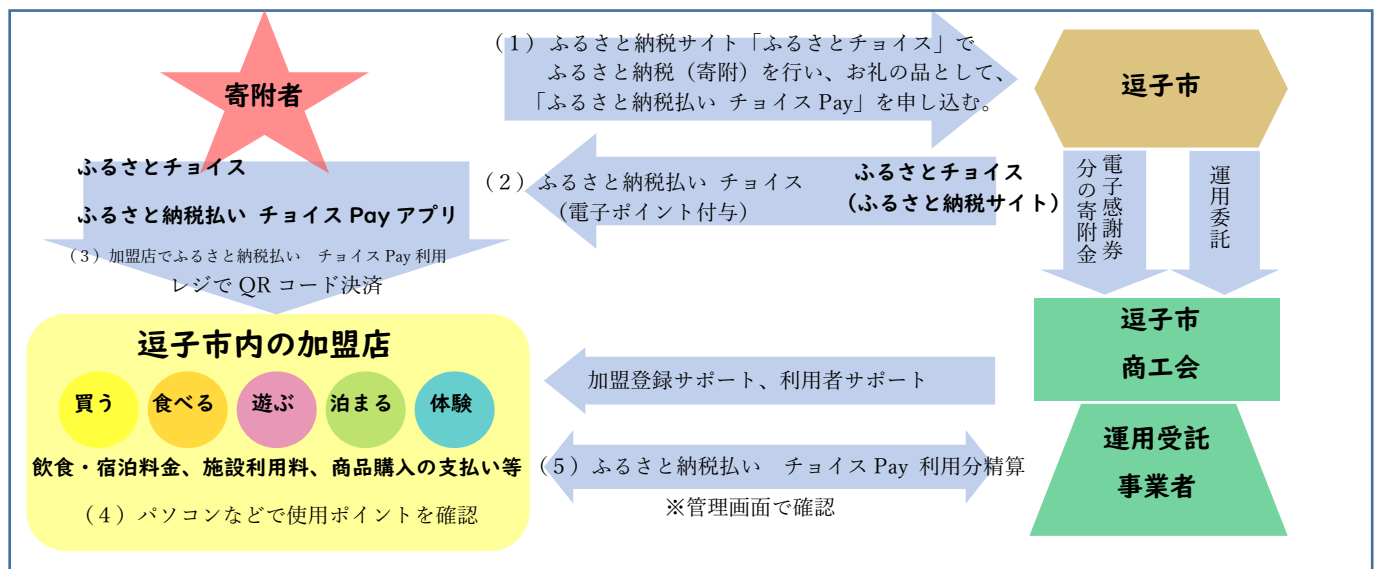 寄附者
(1)ふるさと納税サイト「ふるさとチョイス」で
ふるさと納税(寄附)を行い、お礼の品として、
「ふるさと納税払い チョイス Pay」を申し込む。
逗子市
ふるさとチョイス
ふるさと納税払い チョイス Pay アプリ
(2)ふるさと納税払い チョイス
(電子ポイント付与)
ふるさとチョイス
(ふるさと納税サイト)
電子感謝券
分の寄附金
運用委託
(3)加盟店でふるさと納税払い チョイス Pay 利用
レジで QR コード決済
逗子市内の加盟店
買う 食べる 遊ぶ 泊まる 体験
飲食・宿泊料金、施設利用料、商品購入の支払い等
(4)パソコンなどで使用ポイントを確認
加盟登録サポート、利用者サポート
(5)ふるさと納税払い チョイス Pay 利用分精算
※管理画面で確認
逗子市
商工会
運用受託
事業者